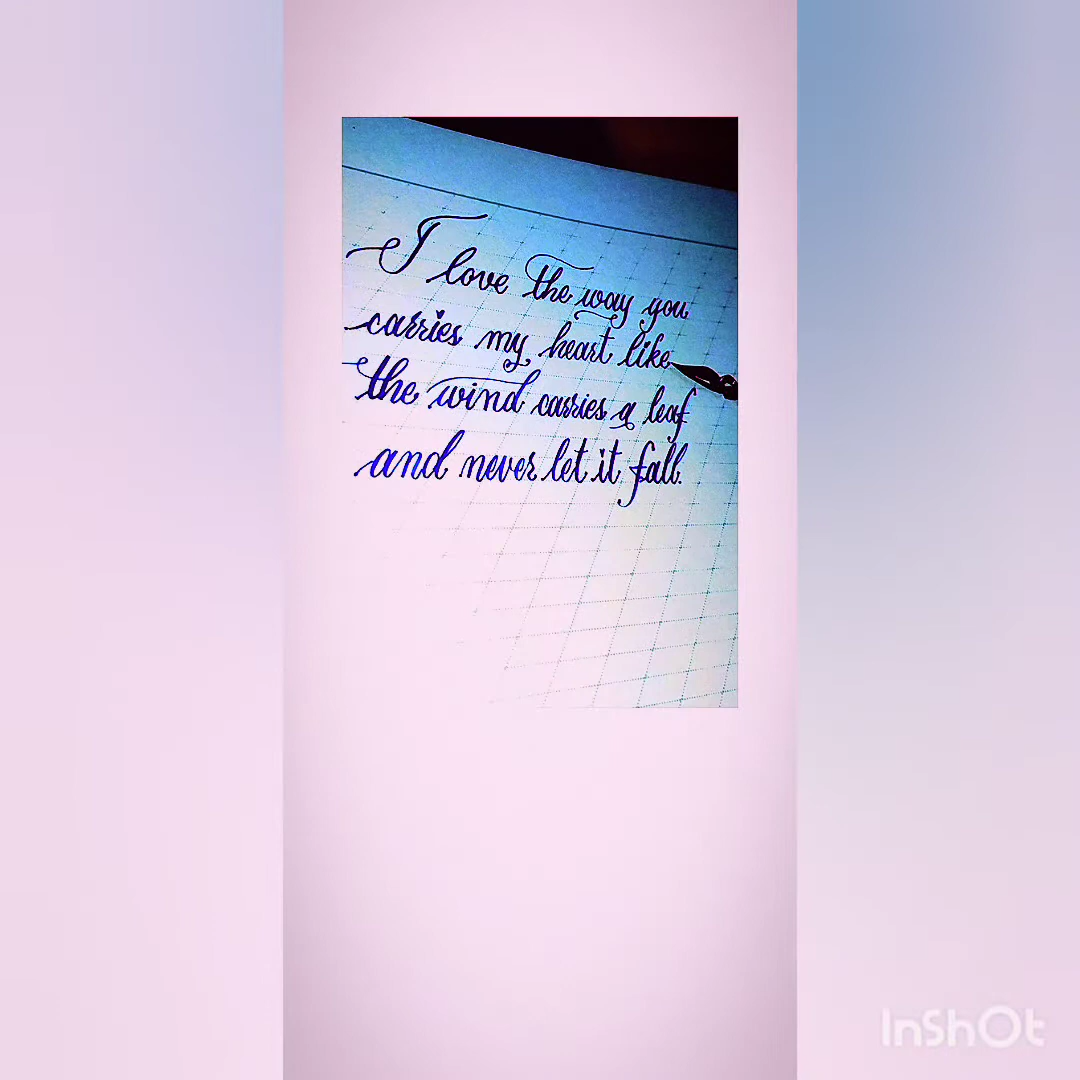 I love the way you
carries my heart like
the wind carries a leaf
and never let it fall.
InShOt